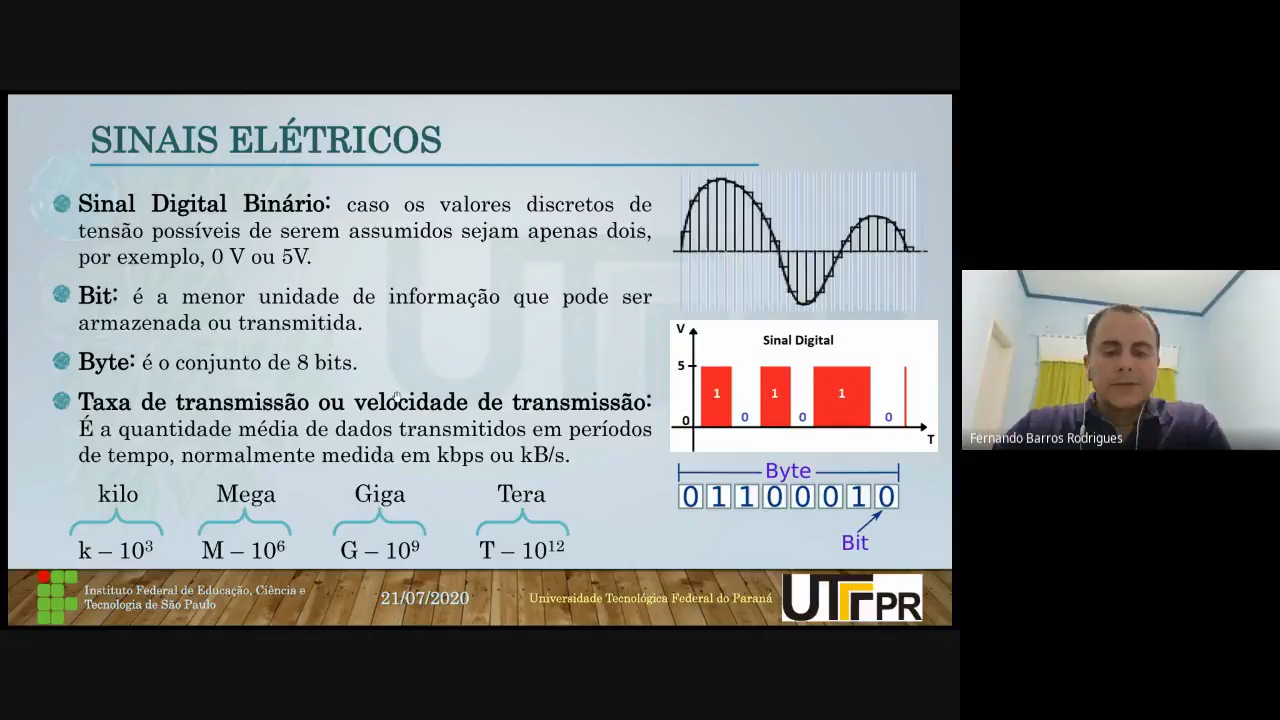 SINAIS ELÉTRICOS
Sinal Digital Binário: caso os valores discretos de
tensão possíveis de serem assumidos sejam apenas dois,
por exemplo, 0 V ou 5V.
Bit: é a menor unidade de informação que pode ser
armazenada ou transmitida.
Byte: é o conjunto de 8 bits.
Taxa de transmissão ou velocidade de transmissão:
É a quantidade média de dados transmitidos em períodos
de tempo, normalmente medida em kbps ou kB/s.
kilo Mega Giga Tera
k – 10³ M – 10⁶ G – 10⁹ T – 10¹²
V
Sinal Digital
5
1 1 1
0 0 0
0
T
Byte
0 1 1 0 0 0 1 0
Bit
Instituto Federal de Educação, Ciência e
Tecnologia de São Paulo
21/07/2020
Universidade Tecnológica Federal do Paraná
UTFPR
Fernando Barros Rodrigues